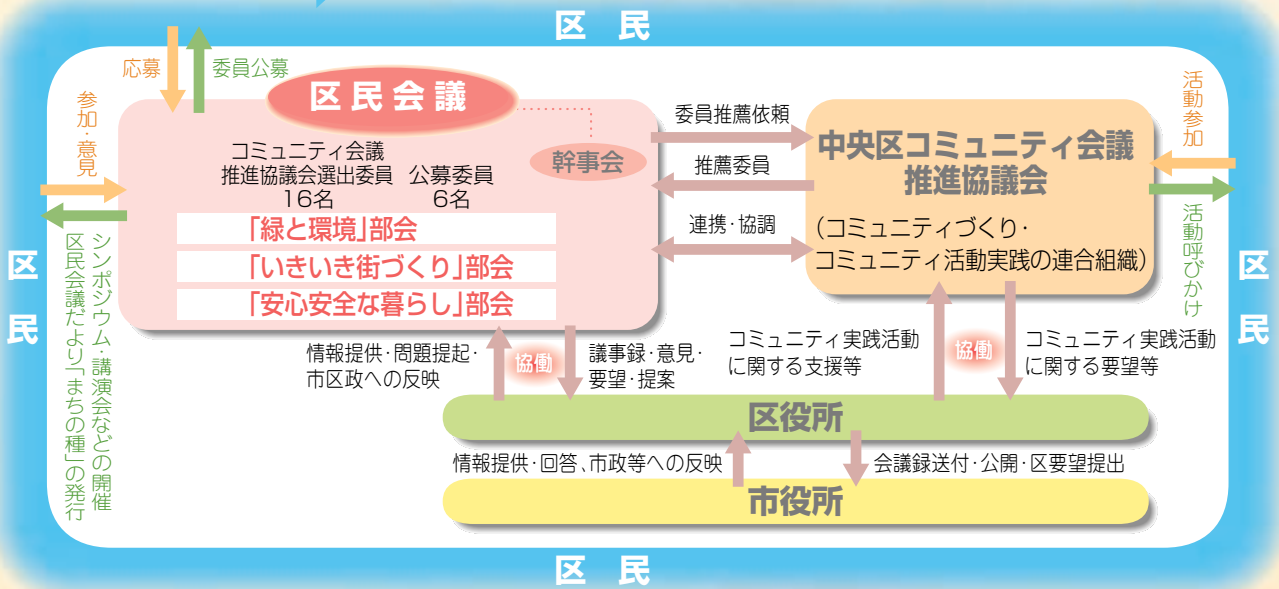 区 民
応募
委員公募
区民会議
参加・意見
コミュニティ会議
推進協議会選出委員
16名
公募委員
6名
幹事会
「緑と環境」部会
「いきいき街づくり」部会
「安心安全な暮らし」部会
委員推薦依頼
推薦委員
連携・協調
中央区コミュニティ会議
推進協議会
(コミュニティづくり・
コミュニティ活動実践の連合組織)
活動参加
活動呼びかけ
区民
シンポジウム・講演会などの開催
区民会議だより「まちの種」の発行
区民
情報提供・問題提起・
市区政への反映
協働
議事録・意見・
要望・提案
コミュニティ実践活動
に関する支援等
協働
コミュニティ実践活動
に関する要望等
区役所
情報提供・回答、市政等への反映
会議録送付・公開・区要望提出
市役所
区 民